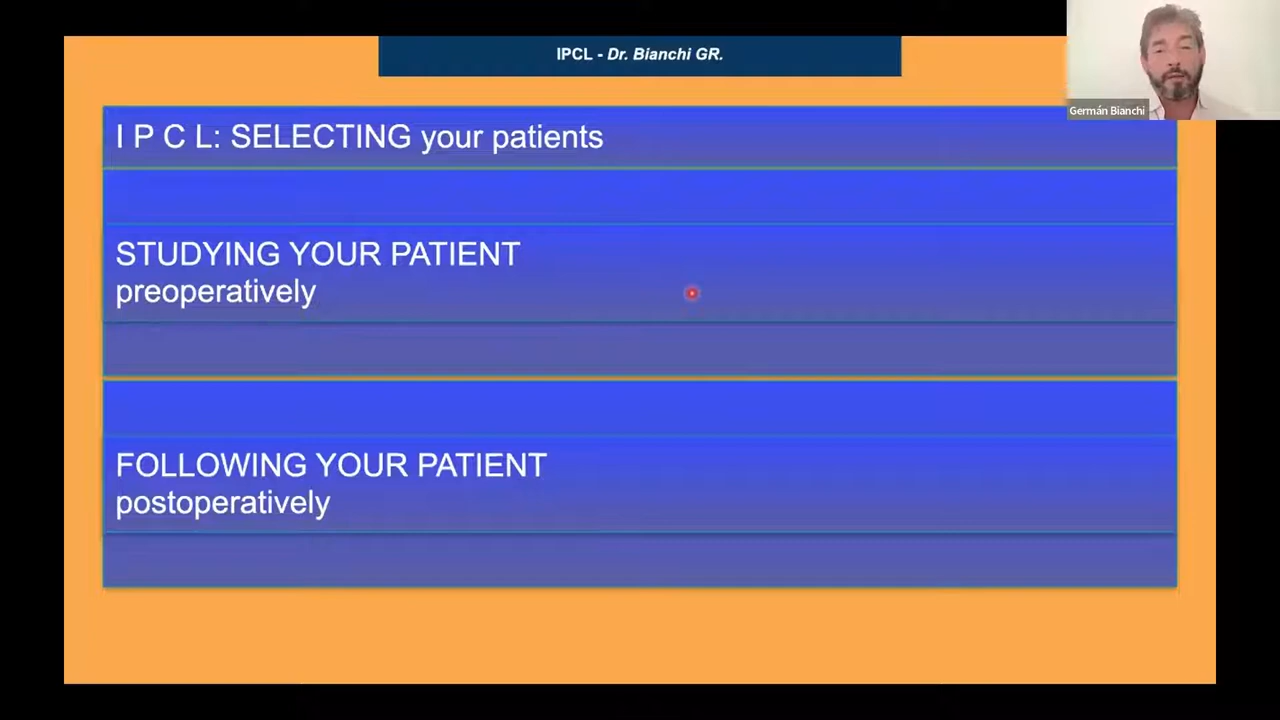 IPCL - Dr. Bianchi GR.
Germán Bianchi
I P C L: SELECTING your patients
STUDYING YOUR PATIENT
preoperatively
FOLLOWING YOUR PATIENT
postoperatively